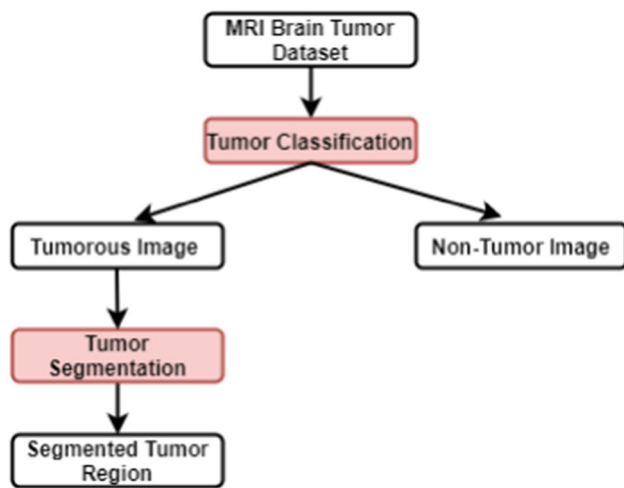 MRI Brain Tumor
Dataset
Tumor Classification
Tumorous Image
Non-Tumor Image
Tumor
Segmentation
Segmented Tumor
Region